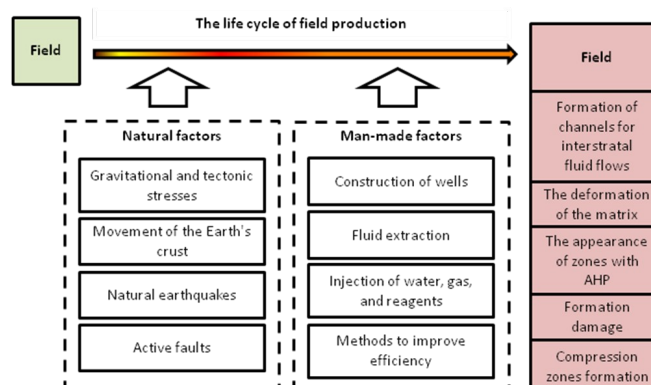 The life cycle of field production
Field
Natural factors
Gravitational and tectonic
stresses
Movement of the Earth's
crust
Natural earthquakes
Active faults
Man-made factors
Construction of wells
Fluid extraction
Injection of water, gas,
and reagents
Methods to improve
efficiency
Field
Formation of
channels for
interstratal
fluid flows
The deformation
of the matrix
The appearance
of zones with
AHP
Formation
damage
Compression
zones formation